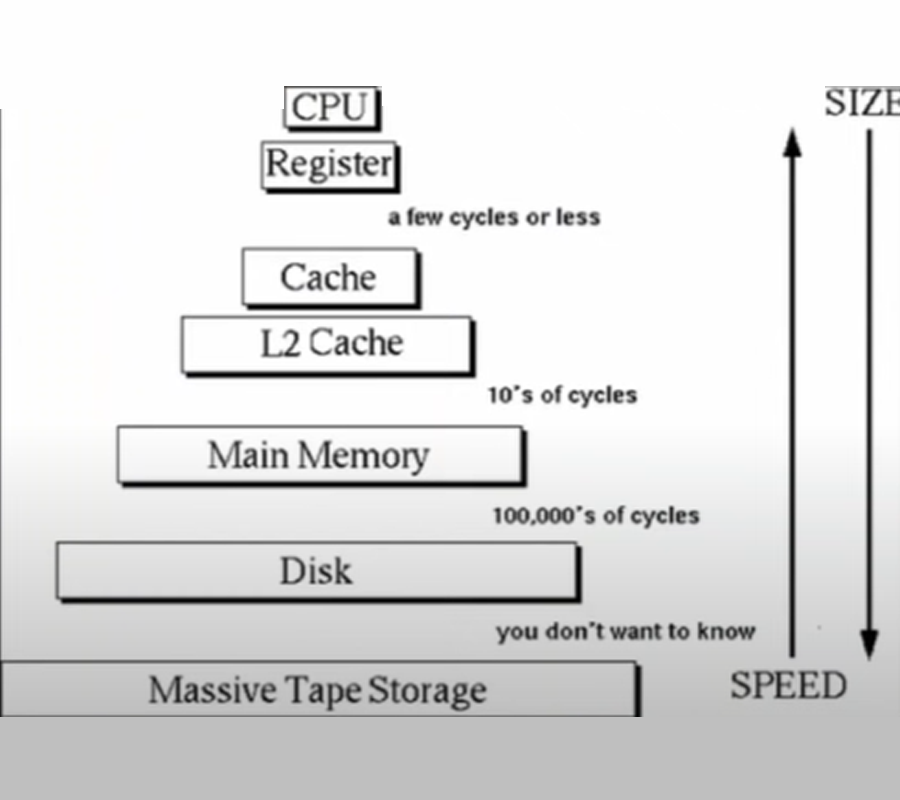 CPU
SIZE
Register
a few cycles or less
Cache
L2 Cache
10's of cycles
Main Memory
100,000's of cycles
Disk
you don't want to know
Massive Tape Storage
SPEED